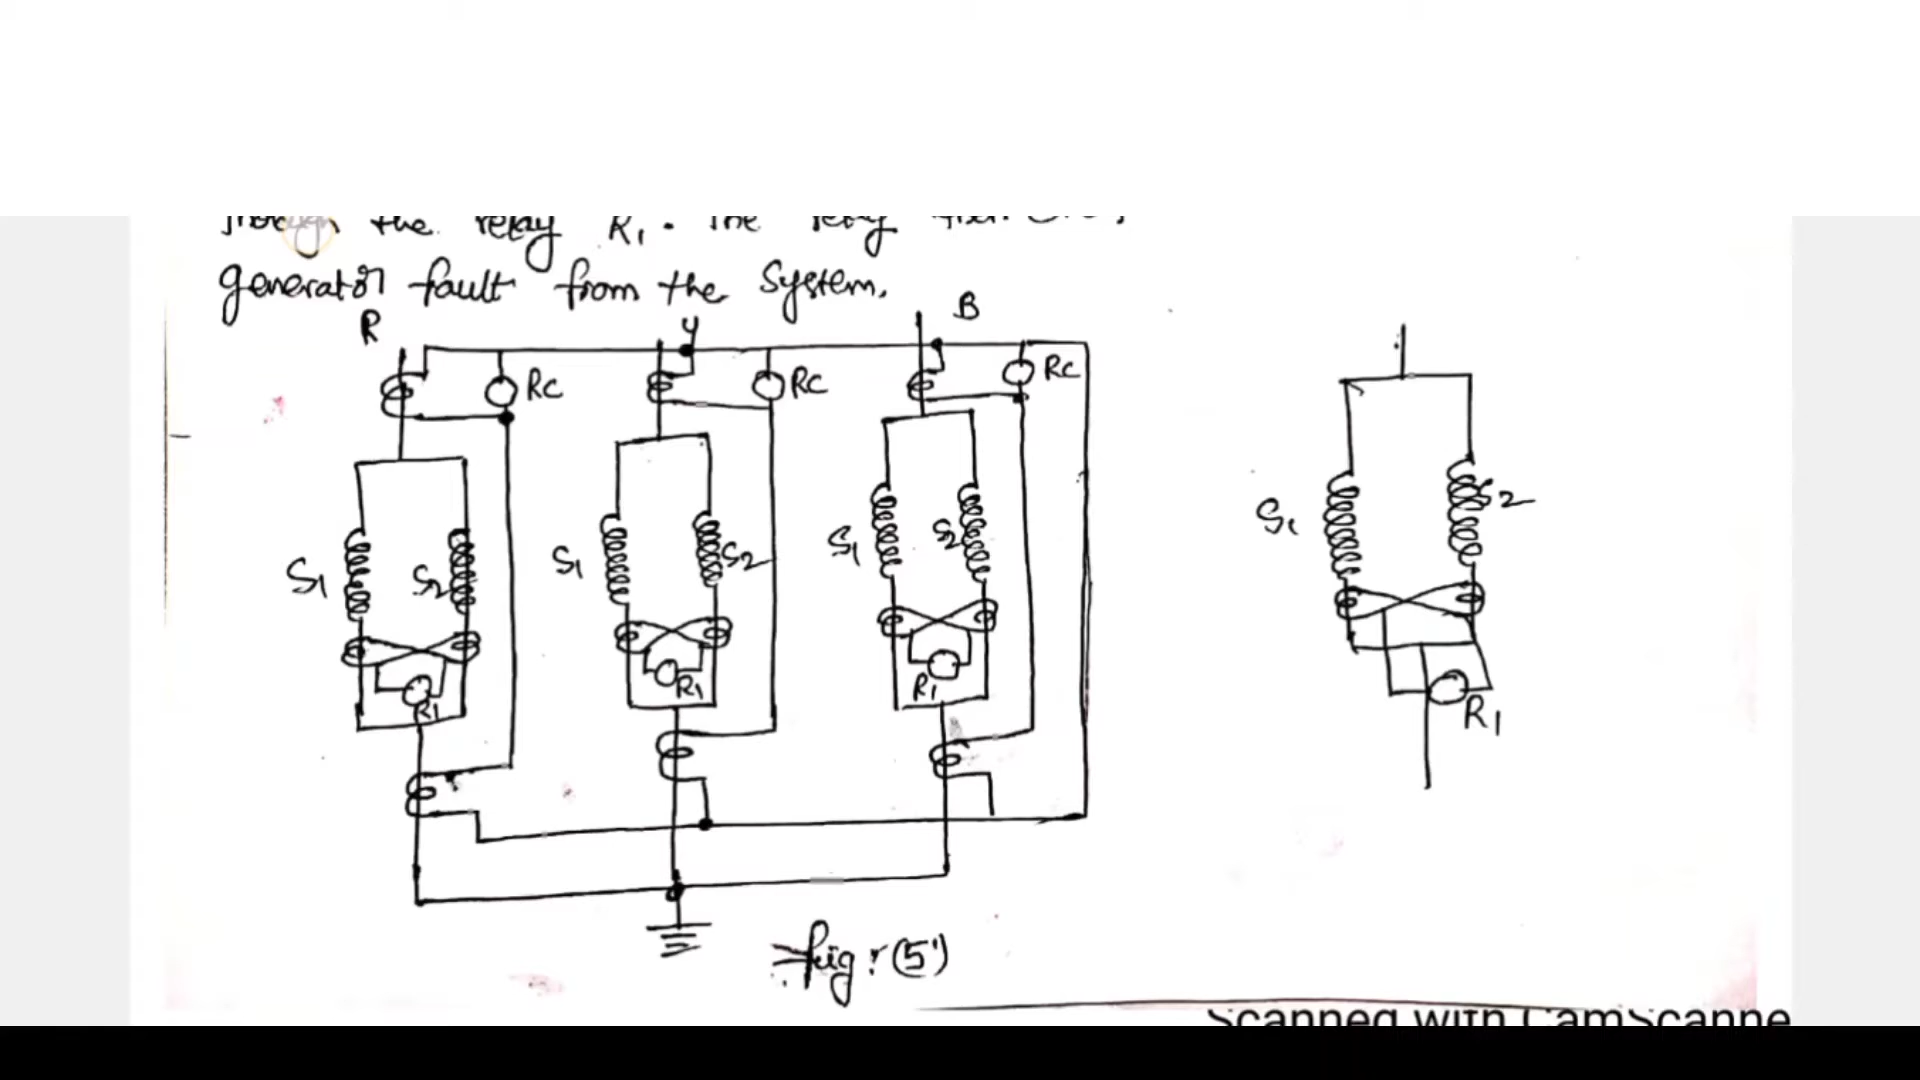 the relay R1. The relay
generator fault from the system.
R
Y
B
Rc
Rc
Rc
S1
S2
S1
S2
S1
S2
S1
S2
R1
R1
R1
R1
fig:(5)
Scanned with CamScanne